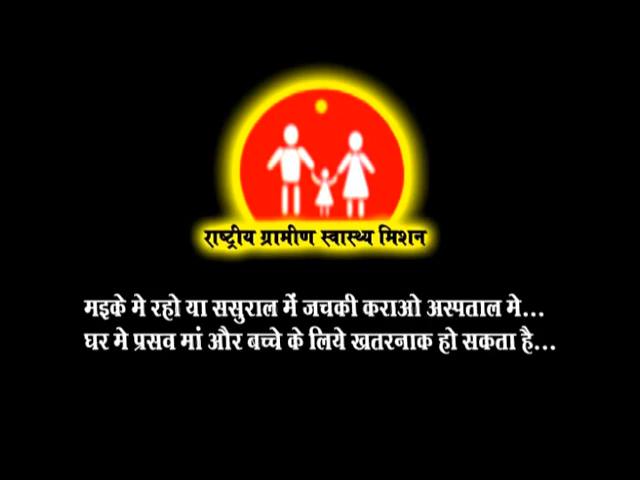 राष्ट्रीय ग्रामीण स्वास्थ्य मिशन
मइके मे रहो या ससुराल में जचकी कराओ अस्पताल मे...
घर मे प्रसव मां और बच्चे के लिये खतरनाक हो सकता है...